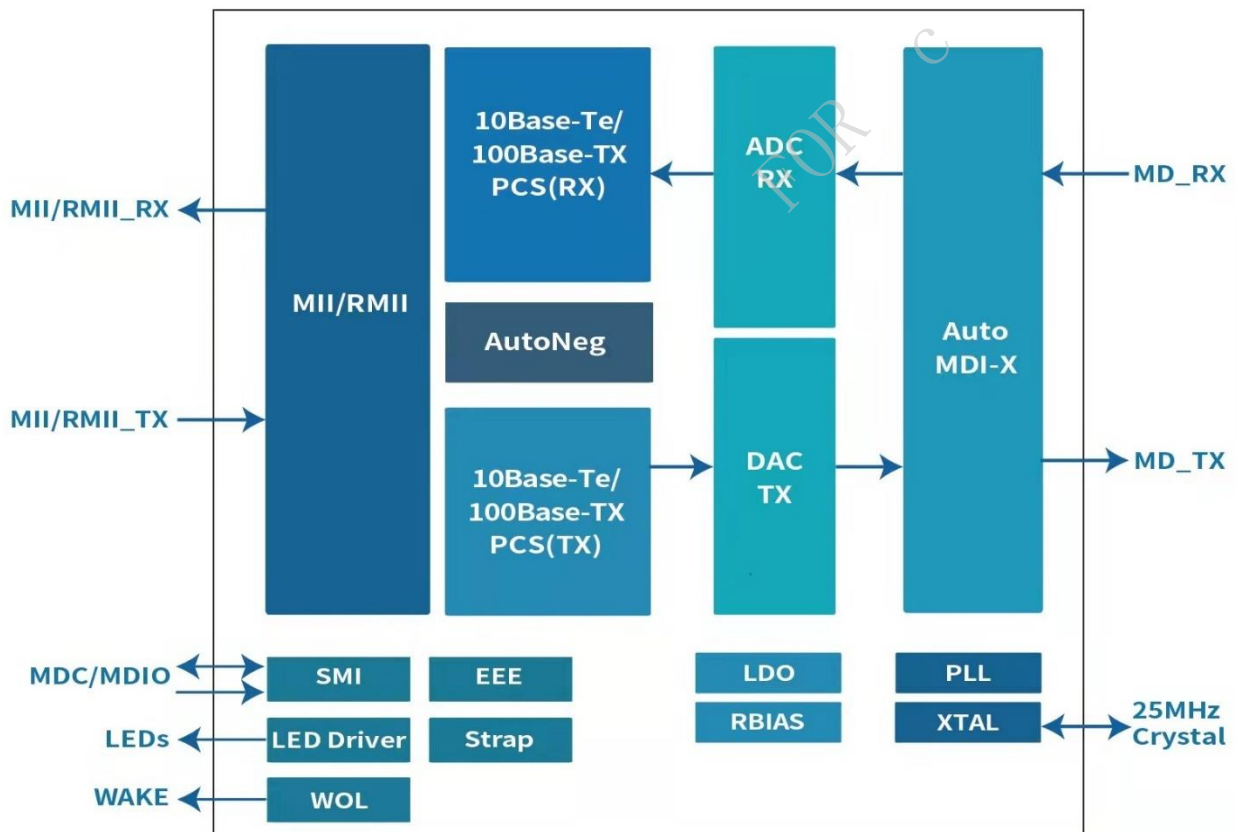 10Base-Te/
100Base-TX
PCS(RX)
ADC
RX
FOR c
MD_RX
MII/RMII_RX
MII/RMII
AutoNeg
Auto
MDI-X
MII/RMII_TX
10Base-Te/
100Base-TX
PCS(TX)
DAC
TX
MD_TX
MDC/MDIO
SMI
EEE
LDO
PLL
LEDs
LED Driver
Strap
RBIAS
XTAL
25MHz
Crystal
WAKE
WOL